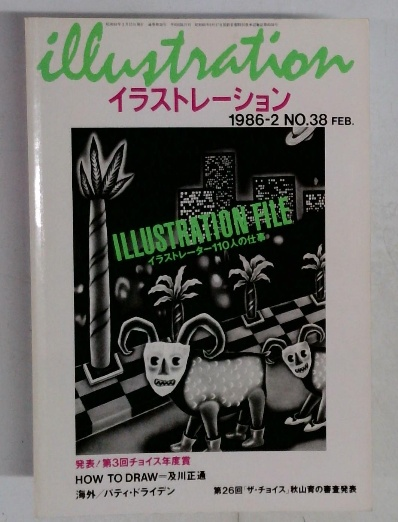 illustration
イラストレーション
1986-2 NO.38 FEB.
ILLUSTRATION FILE
イラストレーター110人の仕事
発表/第3回チョイス年度賞
HOW TO DRAW—及川正通
海外/パティ・ドライデン
第26回「ザ・チョイス」秋山育の審査発表